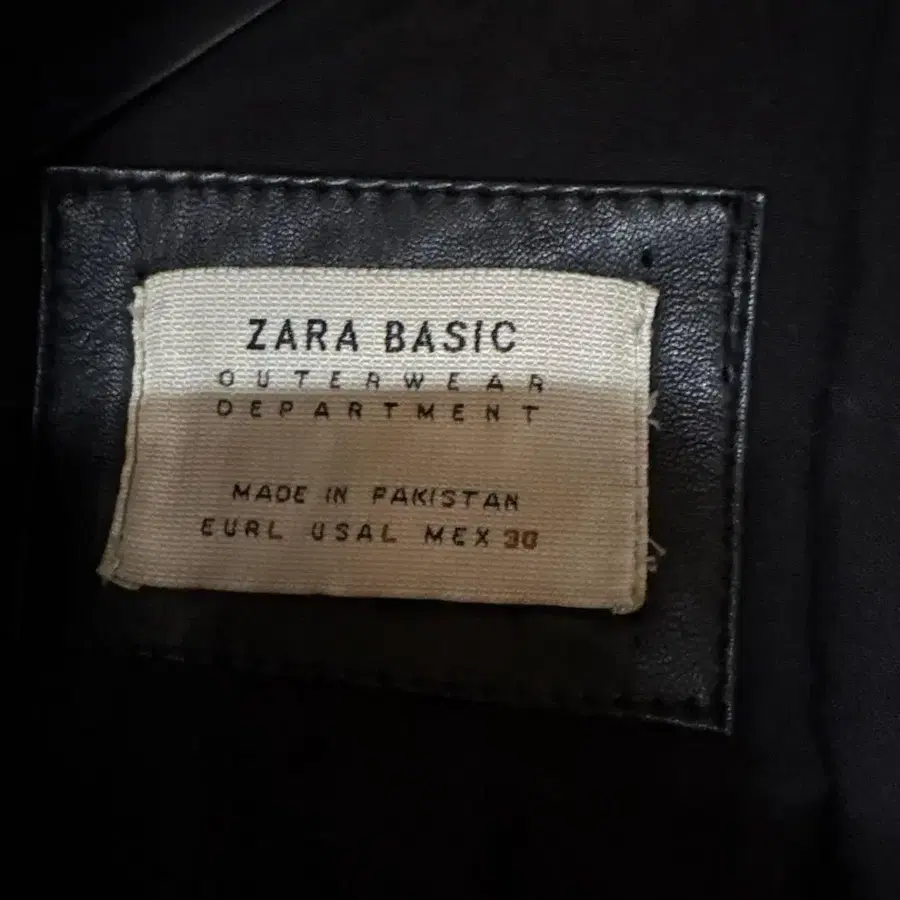 ZARA BASIC
OUTERWEAR
DEPARTMENT
MADE IN PAKISTAN
EUR L USA L MEX 30